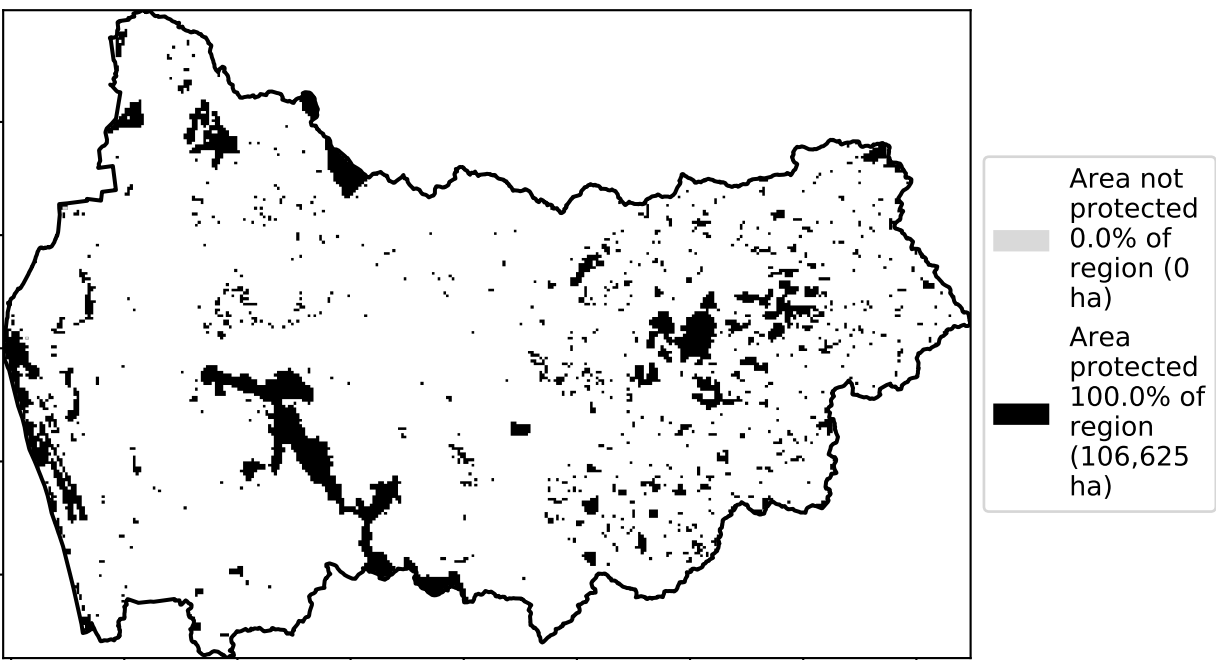 Area not
protected
0.0% of
region (0
ha)
Area
protected
100.0% of
region
(106,625
ha)